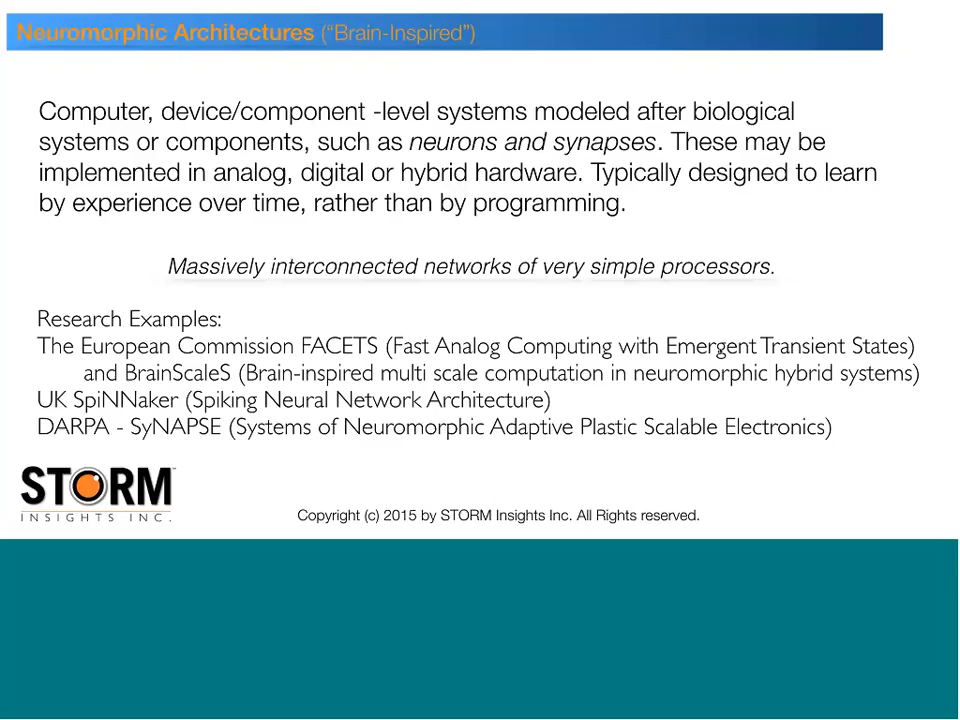 Neuromorphic Architectures (“Brain-Inspired”)
Computer, device/component -level systems modeled after biological
systems or components, such as neurons and synapses. These may be
implemented in analog, digital or hybrid hardware. Typically designed to learn
by experience over time, rather than by programming.
Massively interconnected networks of very simple processors.
Research Examples:
The European Commission FACETS (Fast Analog Computing with Emergent Transient States)
and BrainScaleS (Brain-inspired multi scale computation in neuromorphic hybrid systems)
UK SpiNNaker (Spiking Neural Network Architecture)
DARPA - SyNAPSE (Systems of Neuromorphic Adaptive Plastic Scalable Electronics)
STORM™
INSIGHTS INC.
Copyright (c) 2015 by STORM Insights Inc. All Rights reserved.